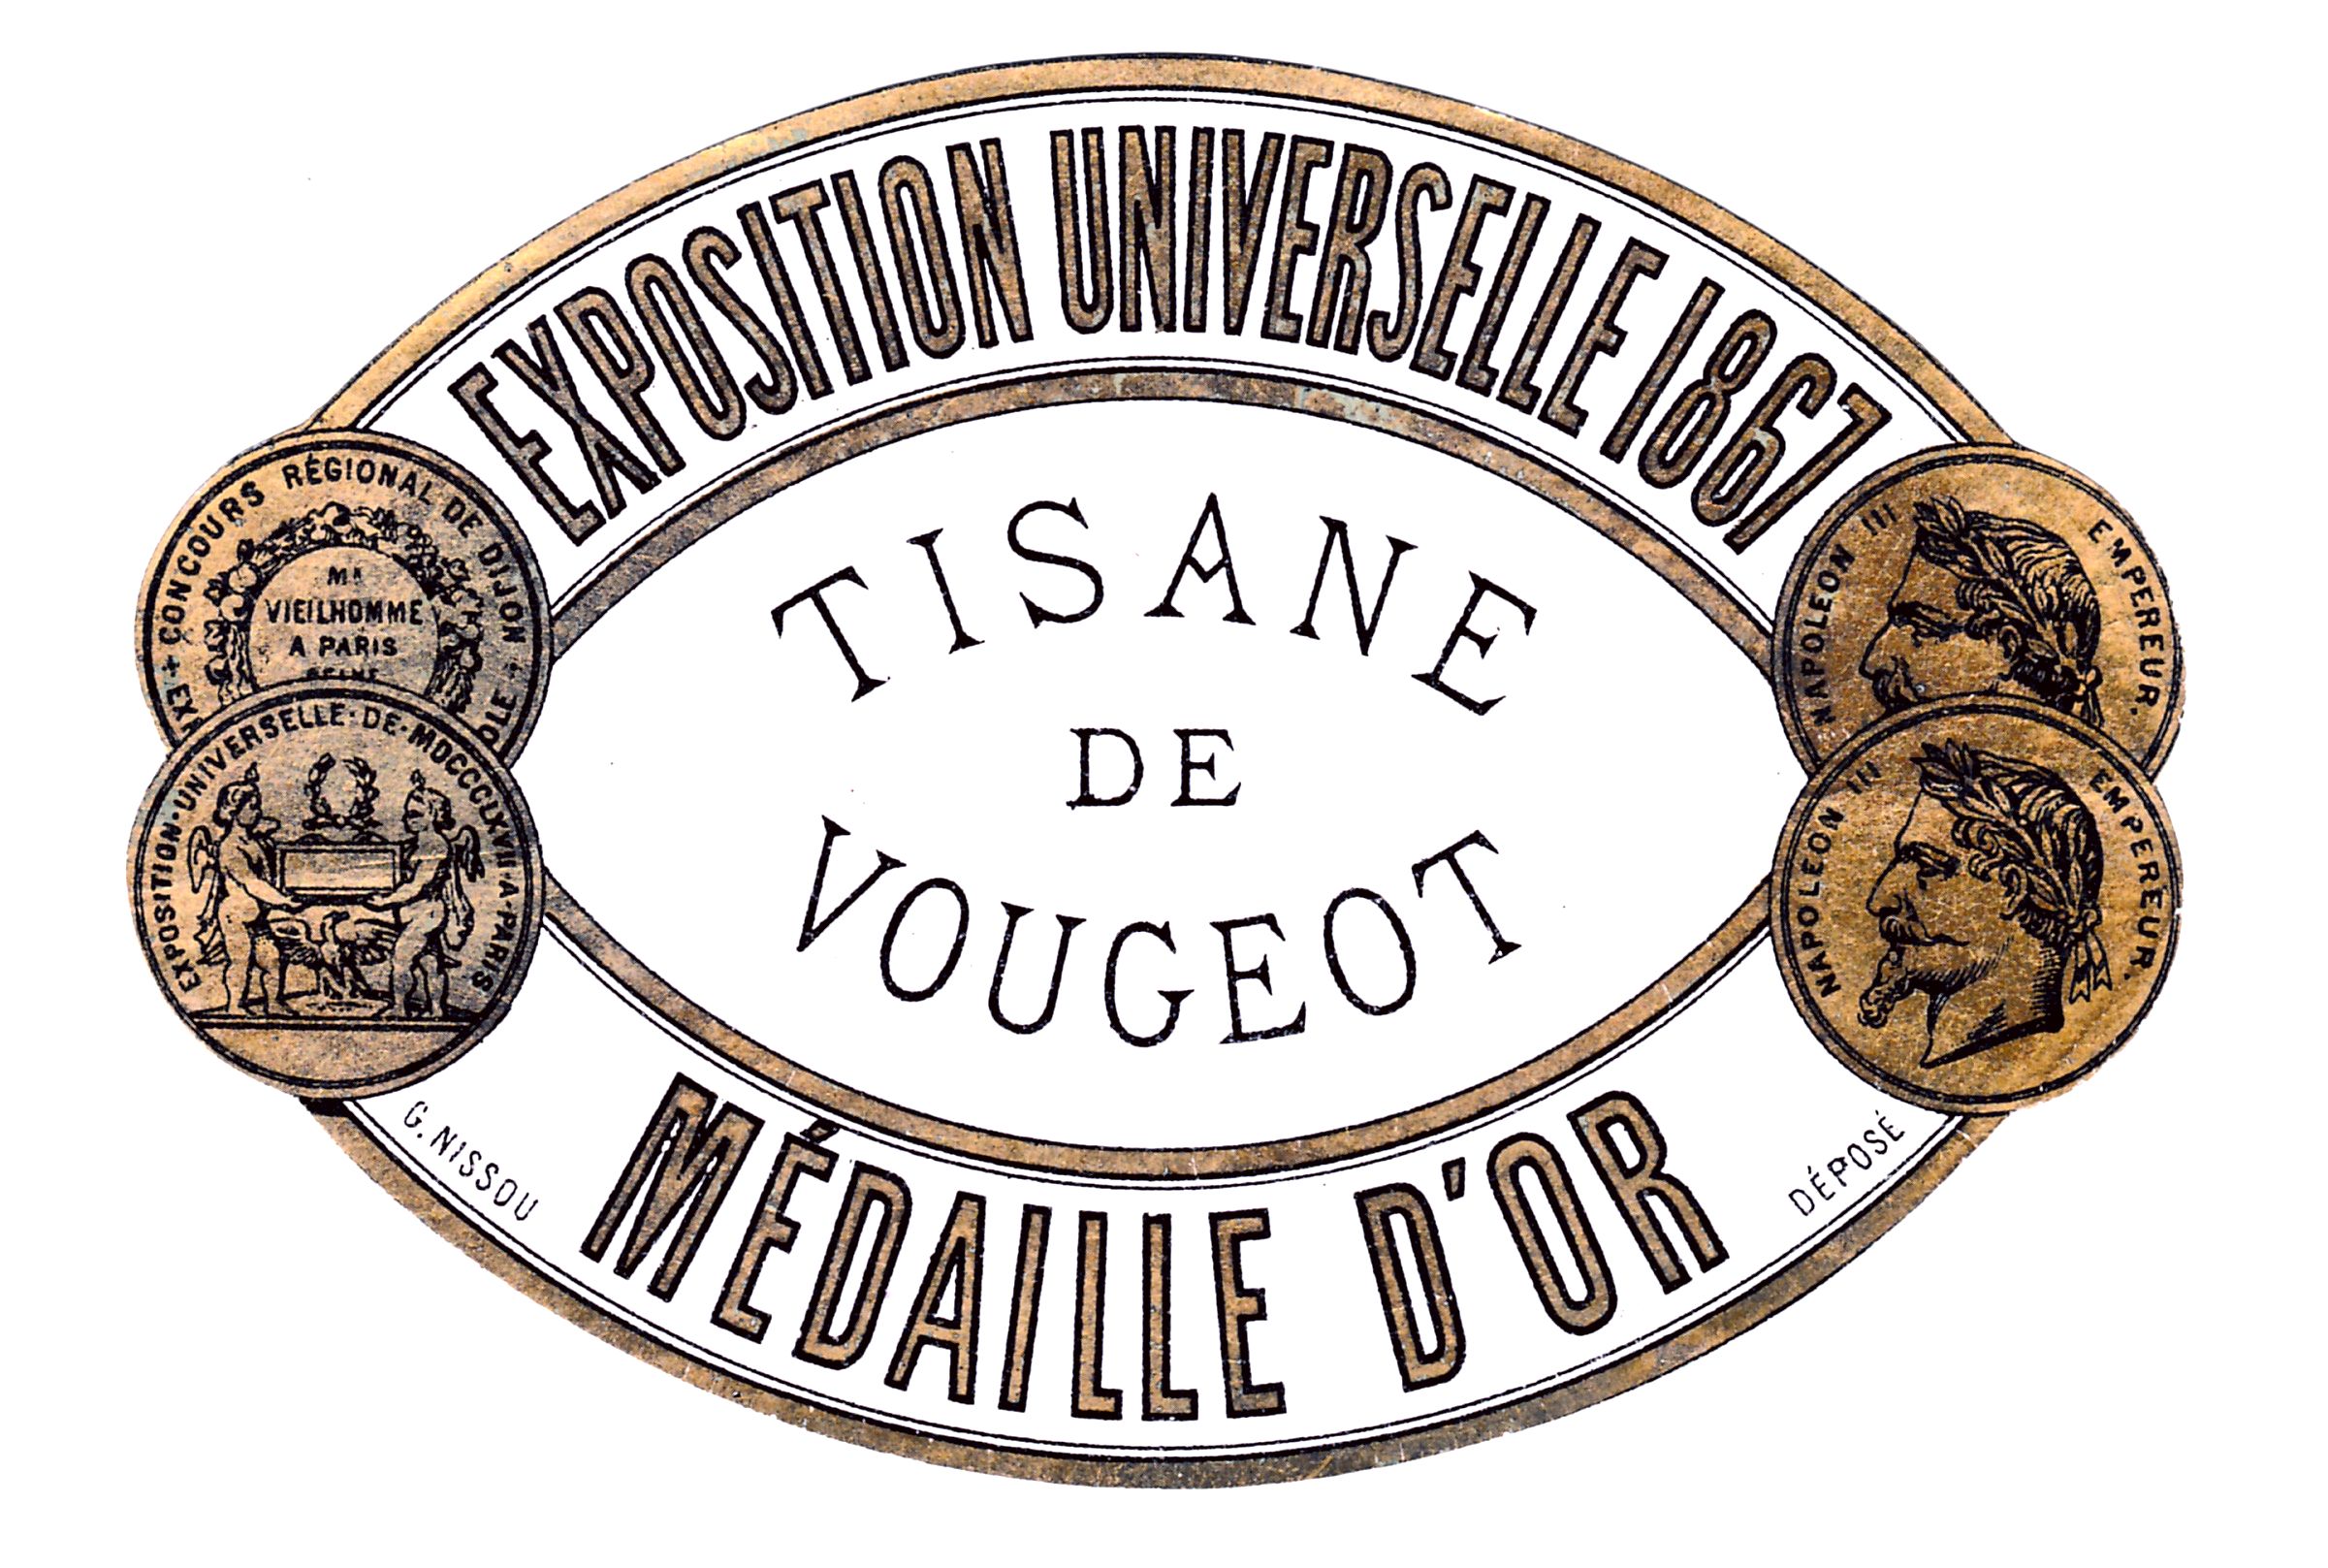 EXPOSITION UNIVERSELLE 1867
TISANE
DE
VOUGEOT
MÉDAILLE D'OR
CONCOURS RÉGIONAL DE DIJON
VIEILHOMME
A PARIS
SEINE
EXPOSITION·UNIVERSELLE·DE·MDCCCLXVII·A·PARIS
NAPOLEON III EMPEREUR.
NAPOLEON III EMPEREUR.
G. NISSOU
DÉPOSÉ